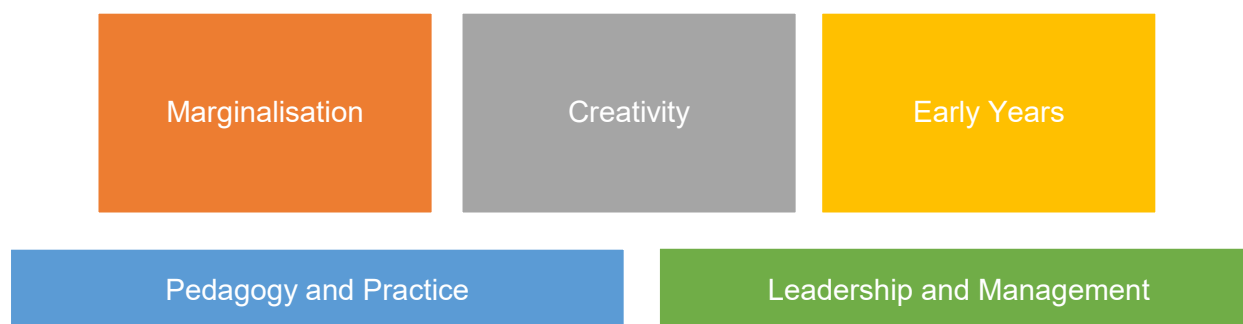 Marginalisation
Creativity
Early Years
Pedagogy and Practice
Leadership and Management